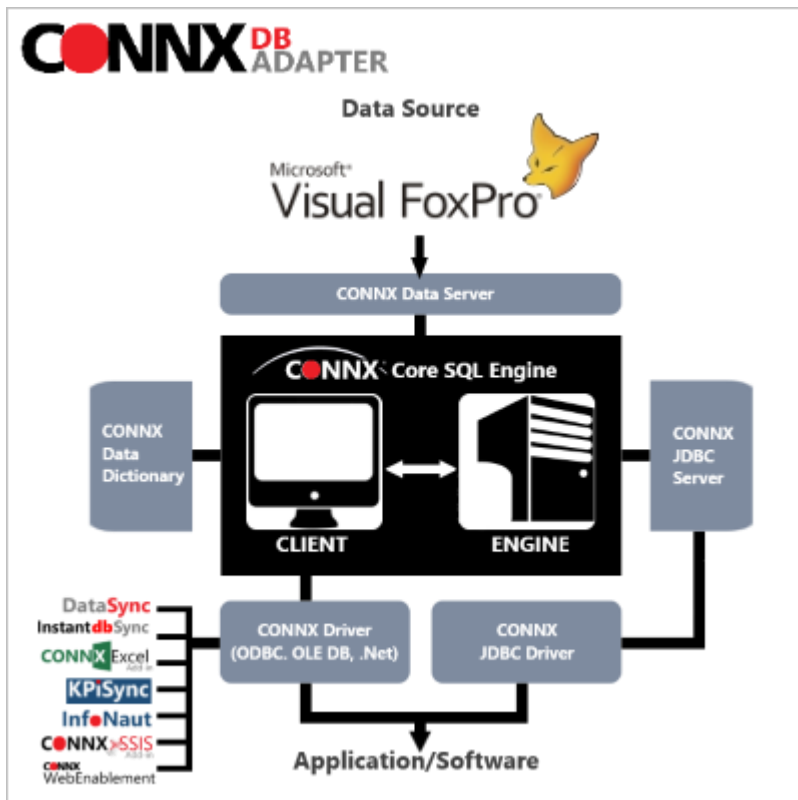 CONNX DB
ADAPTER
Data Source
Microsoft®
Visual FoxPro®
CONNX Data Server
CONNX Core SQL Engine
CONNX
Data
Dictionary
CLIENT
ENGINE
CONNX
JDBC
Server
DataSync
InstantdbSync
CONNX Excel
Add-in
KPiSync
InfoNaut
CONNX SSIS
Add-in
CONNX
WebEnablement
CONNX Driver
(ODBC. OLE DB, .Net)
CONNX
JDBC Driver
Application/Software